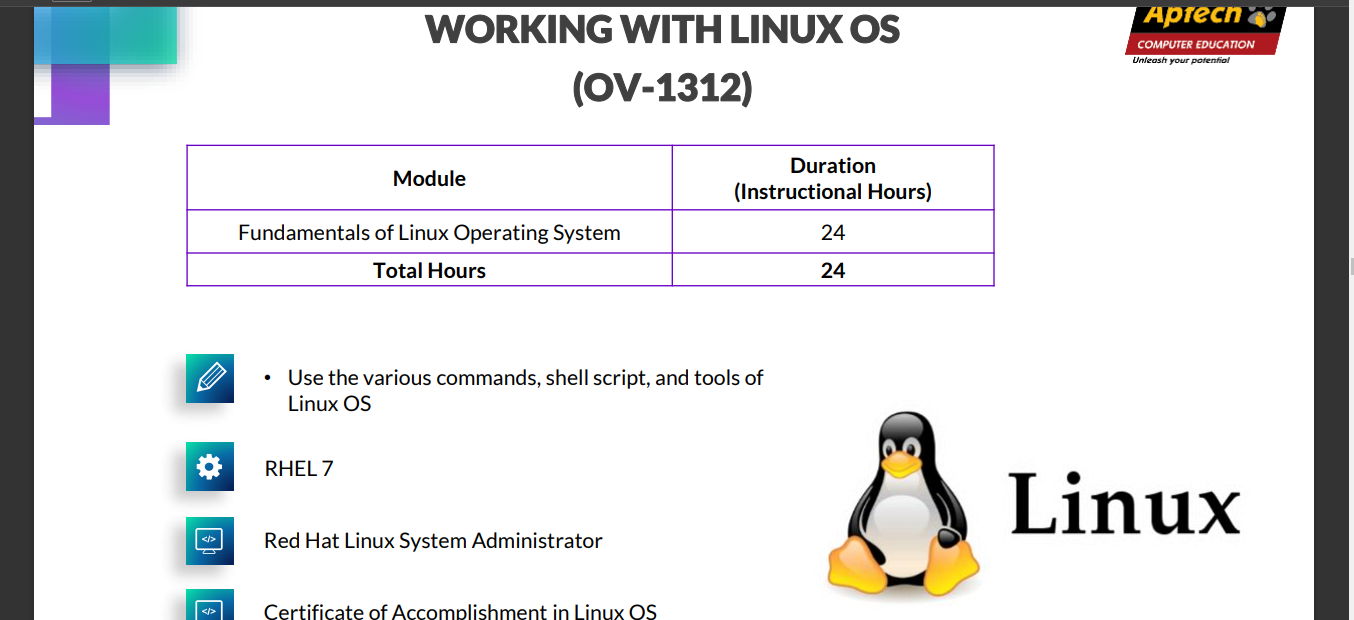 WORKING WITH LINUX OS
(OV-1312)
Aptech
COMPUTER EDUCATION
Unleash your potential
Module
Duration
(Instructional Hours)
Fundamentals of Linux Operating System
24
Total Hours
24
• Use the various commands, shell script, and tools of
Linux OS
RHEL 7
</>
Red Hat Linux System Administrator
</>
Certificate of Accomplishment in Linux OS
Linux